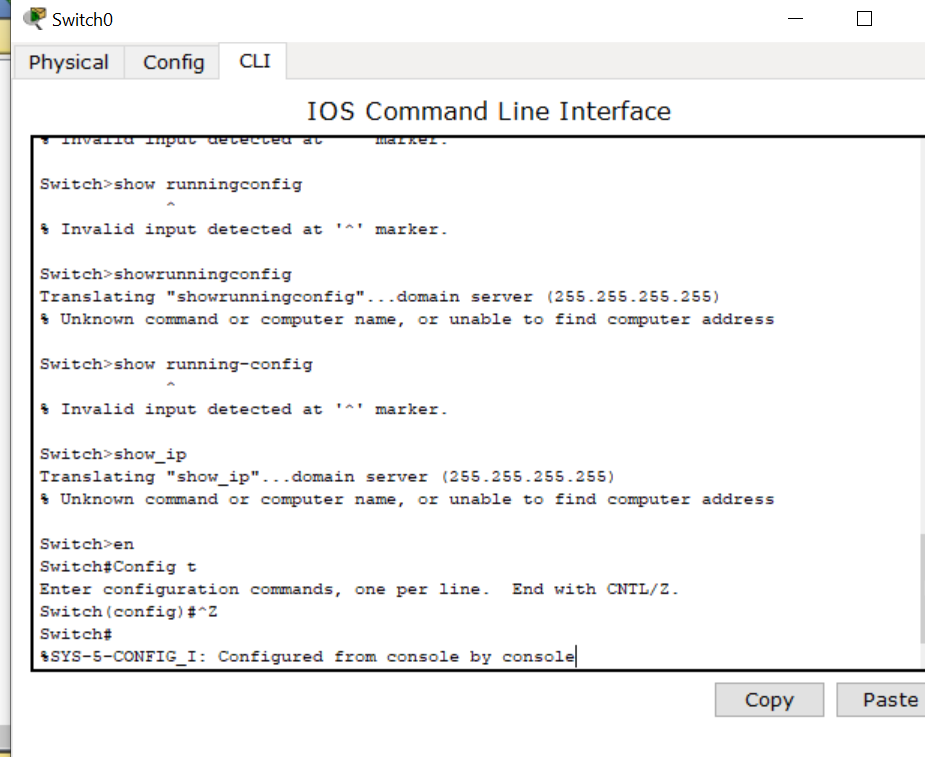 Switch0
Physical Config CLI
IOS Command Line Interface
% Invalid input detected at marker.
Switch>show runningconfig
^
% Invalid input detected at '^' marker.
Switch>showrunningconfig
Translating "showrunningconfig"...domain server (255.255.255.255)
% Unknown command or computer name, or unable to find computer address
Switch>show running-config
^
% Invalid input detected at '^' marker.
Switch>show_ip
Translating "show_ip"...domain server (255.255.255.255)
% Unknown command or computer name, or unable to find computer address
Switch>en
Switch#Config t
Enter configuration commands, one per line.  End with CNTL/Z.
Switch(config)#^Z
Switch#
%SYS-5-CONFIG_I: Configured from console by console
Copy Paste